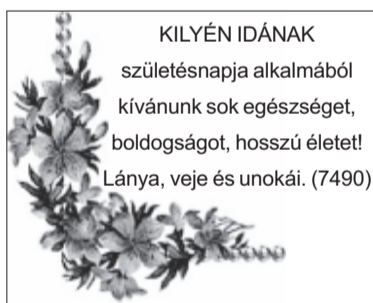 KILYÉN IDÁNAK
születésnapja alkalmából
kívánunk sok egészséget,
boldogságot, hosszú életet!
Lánya, veje és unokái. (7490)